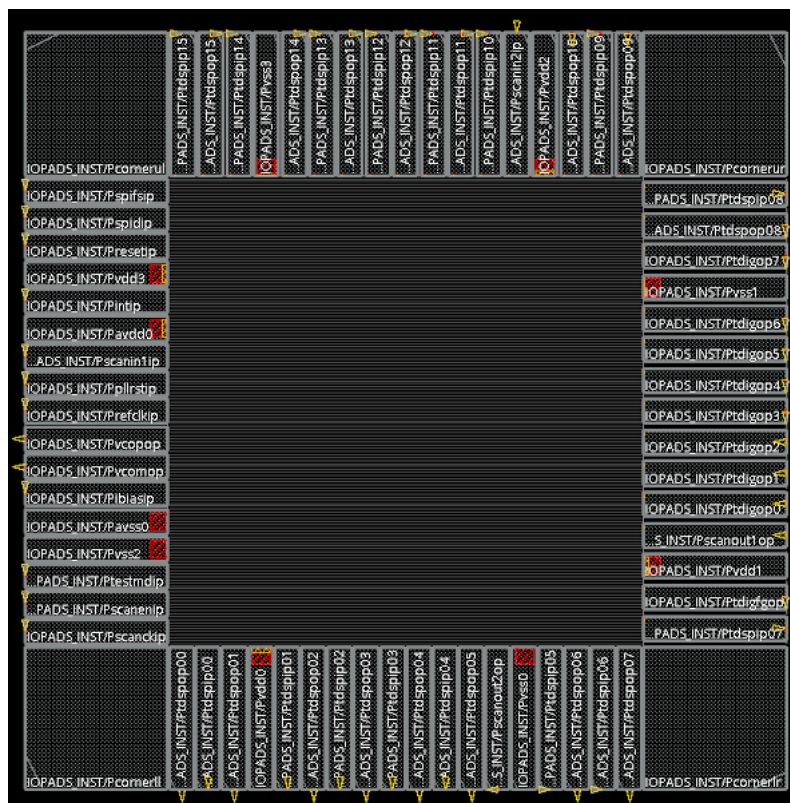 PADS_INST/Ptdspip15
..ADS_INST/Ptdspop15
..PADS_INST/Ptdspip14
IOPADS_INST/Pvss3
..ADS_INST/Ptdspop14
..PADS_INST/Ptdspip13
..ADS_INST/Ptdspop13
..PADS_INST/Ptdspip12
..ADS_INST/Ptdspop12
..PADS_INST/Ptdspip11
..ADS_INST/Ptdspop11
..PADS_INST/Ptdspip10
..ADS_INST/Pscanin2ip
IOPADS_INST/Pvdd2
..ADS_INST/Ptdspop10
..PADS_INST/Ptdspip09
..ADS_INST/Ptdspop09
IOPADS_INST/Pcornerul
IOPADS_INST/Pcornerur
IOPADS_INST/Pspifsip
IOPADS_INST/Pspidip
IOPADS_INST/Presetip
IOPADS_INST/Pvdd3
IOPADS_INST/Pintip
IOPADS_INST/Pavdd0
..ADS_INST/Pscanin1ip
IOPADS_INST/Ppllrstip
IOPADS_INST/Prefclkip
IOPADS_INST/Pvcopop
IOPADS_INST/Pvcomop
IOPADS_INST/Pibiasip
IOPADS_INST/Pavss0
IOPADS_INST/Pvss2
..PADS_INST/Ptestmdip
..PADS_INST/Pscanenip
..PADS_INST/Pscanckip
..PADS_INST/Ptdspip08
..ADS_INST/Ptdspop08
IOPADS_INST/Ptdigop7
IOPADS_INST/Pvss1
IOPADS_INST/Ptdigop6
IOPADS_INST/Ptdigop5
IOPADS_INST/Ptdigop4
IOPADS_INST/Ptdigop3
IOPADS_INST/Ptdigop2
IOPADS_INST/Ptdigop1
IOPADS_INST/Ptdigop0
..S_INST/Pscanout1op
IOPADS_INST/Pvdd1
IOPADS_INST/Ptdigfgop
..PADS_INST/Ptdspip07
IOPADS_INST/Pcornerll
..ADS_INST/Ptdspop00
..ADS_INST/Ptdspip00
..ADS_INST/Ptdspop01
IOPADS_INST/Pvdd0
..PADS_INST/Ptdspip01
..ADS_INST/Ptdspop02
..PADS_INST/Ptdspip02
..ADS_INST/Ptdspop03
..PADS_INST/Ptdspip03
..ADS_INST/Ptdspop04
..ADS_INST/Ptdspip04
..ADS_INST/Ptdspop05
..S_INST/Pscanout2op
IOPADS_INST/Pvss0
..PADS_INST/Ptdspip05
..ADS_INST/Ptdspop06
..ADS_INST/Ptdspip06
..ADS_INST/Ptdspop07
IOPADS_INST/Pcornerlr